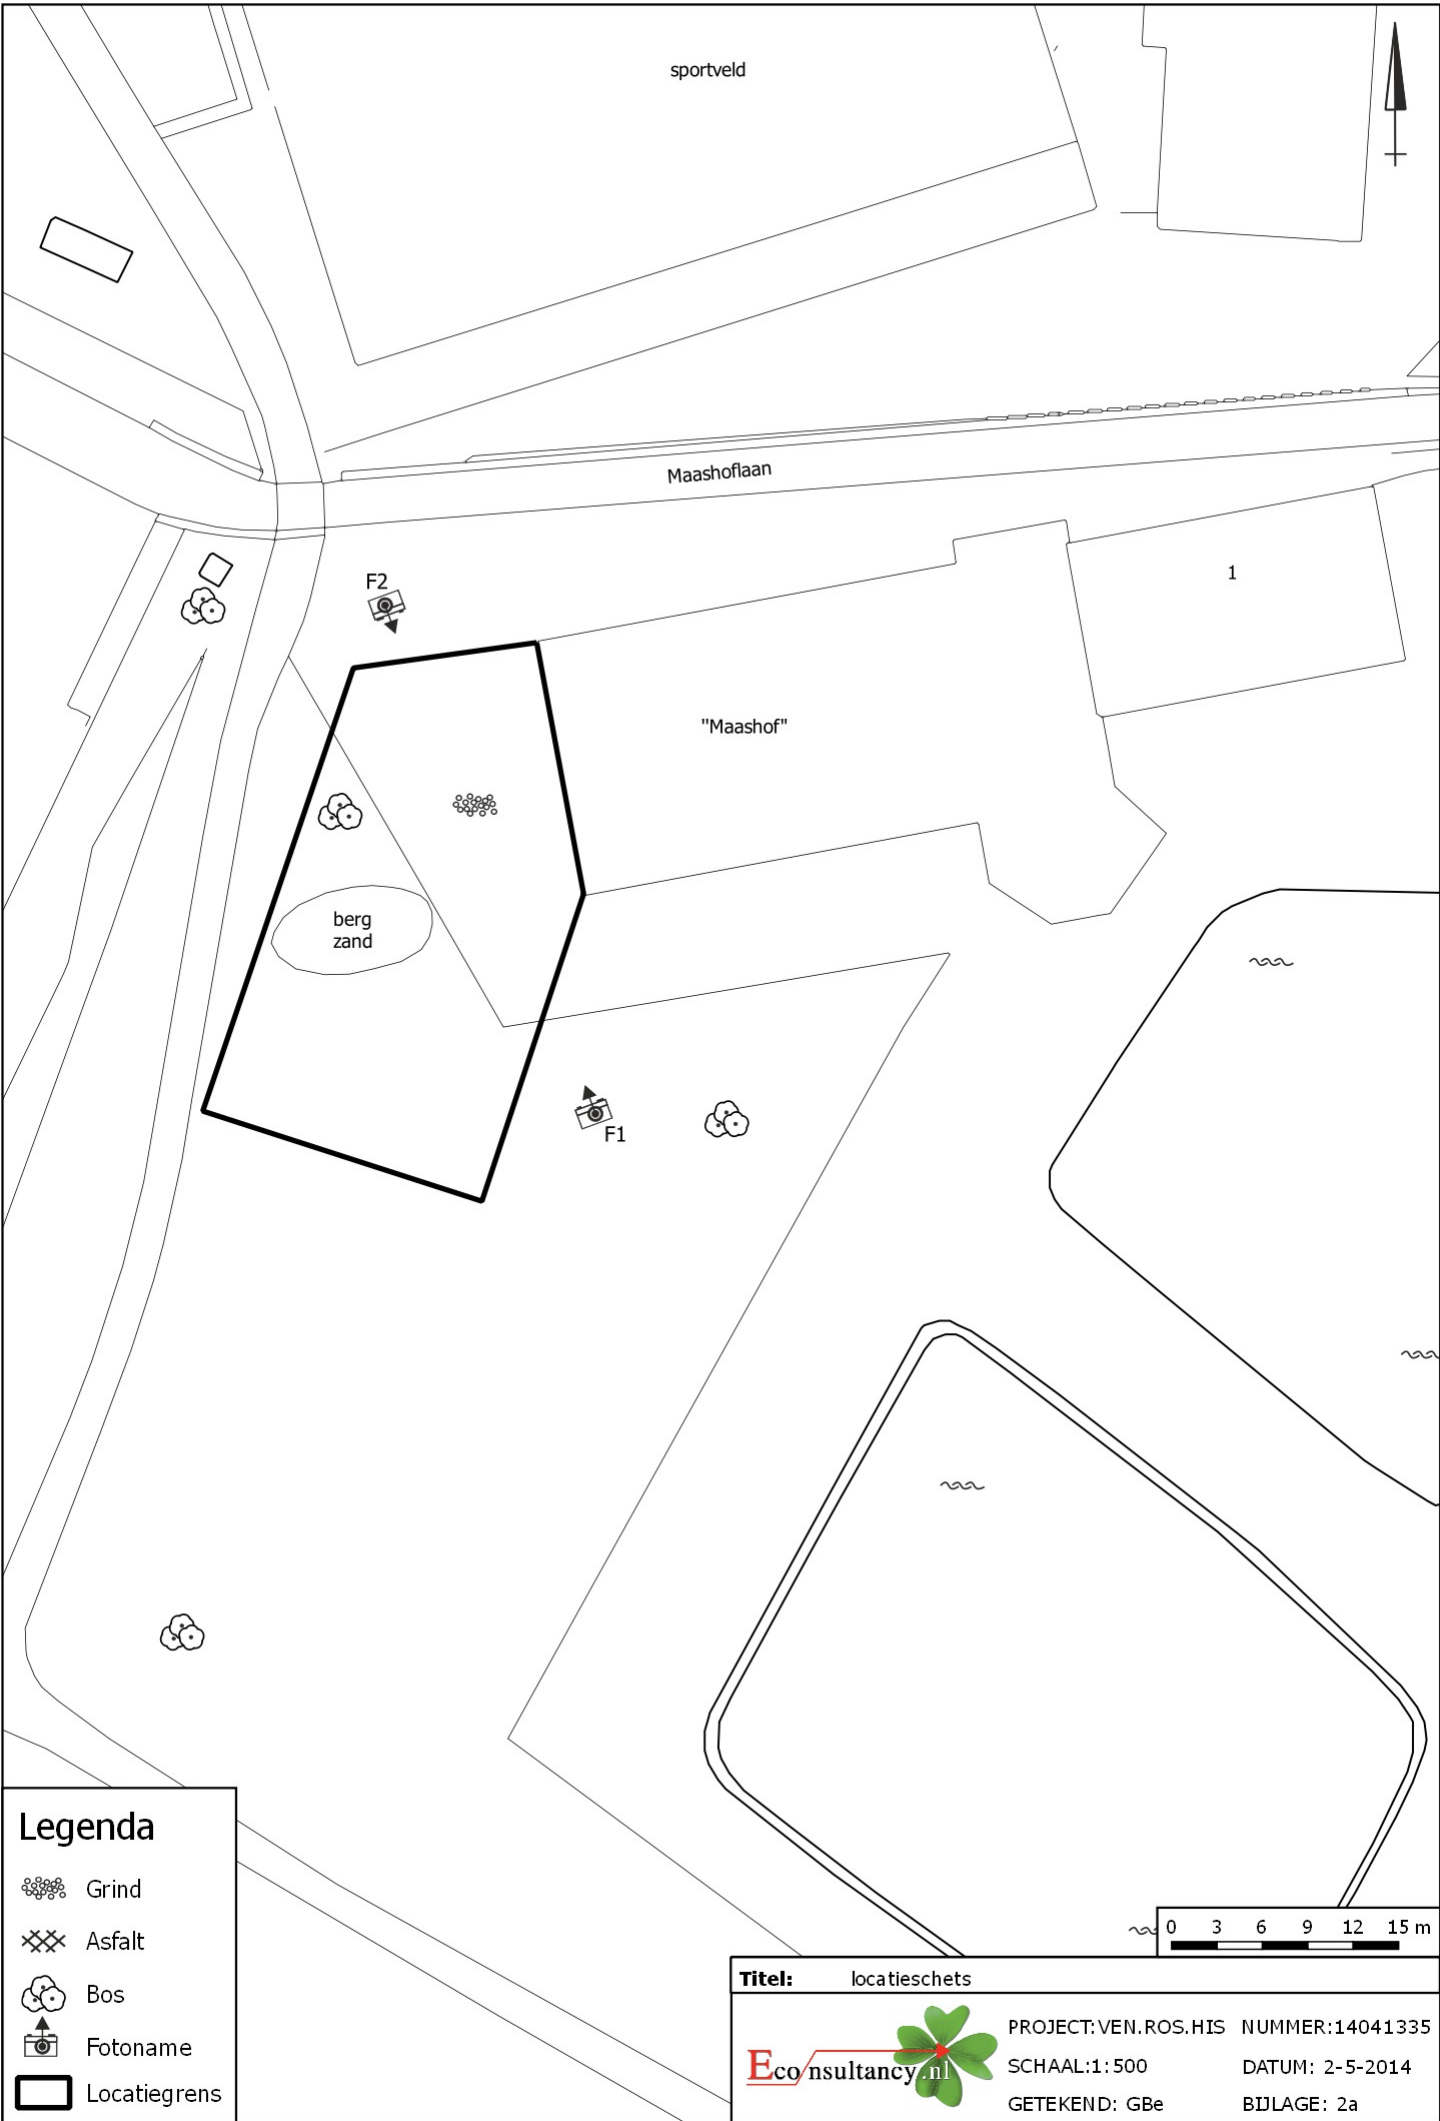 sportveld
Maashoflaan
F2
1
"Maashof"
berg
zand
F1
Legenda
Grind
Asfalt
Bos
Fotoname
Locatiegrens
0 3 6 9 12 15 m
Titel: locatieschets
Econsultancy.nl
PROJECT:VEN.ROS.HIS NUMMER:14041335
SCHAAL:1:500 DATUM: 2-5-2014
GETEKEND: GBe BIJLAGE: 2a